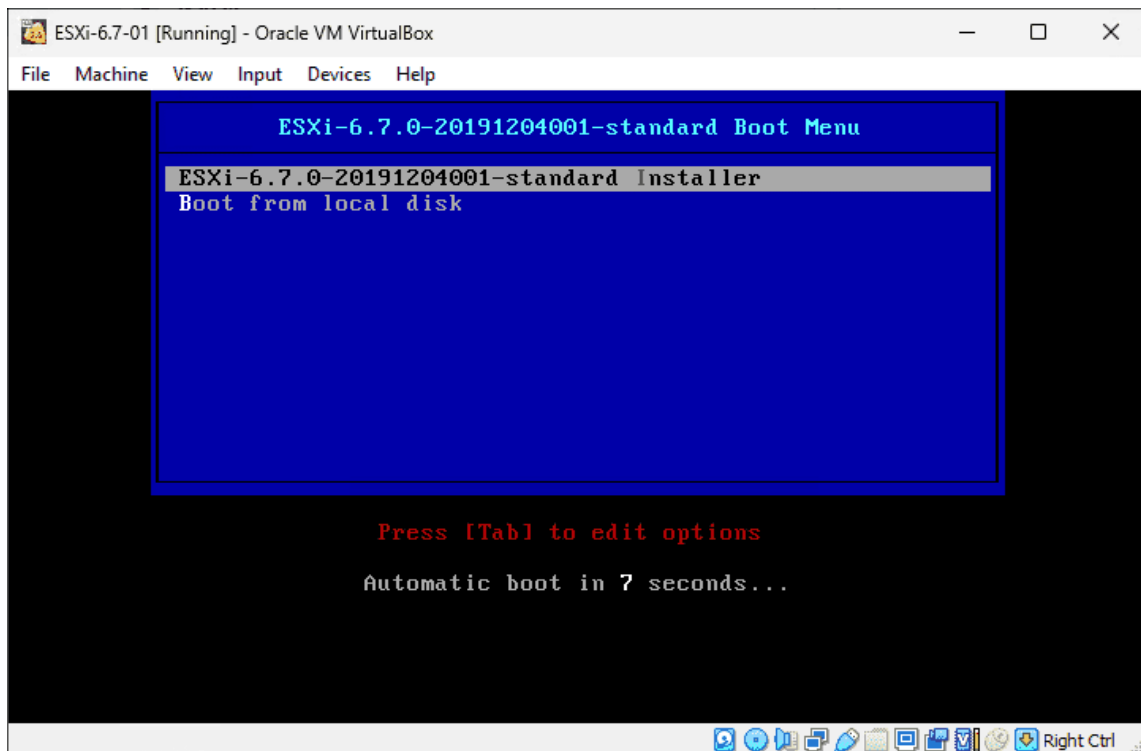 ESXi-6.7-01 [Running] - Oracle VM VirtualBox
File Machine View Input Devices Help
ESXi-6.7.0-20191204001-standard Boot Menu
ESXi-6.7.0-20191204001-standard Installer
Boot from local disk
Press [Tab] to edit options
Automatic boot in 7 seconds...
Right Ctrl